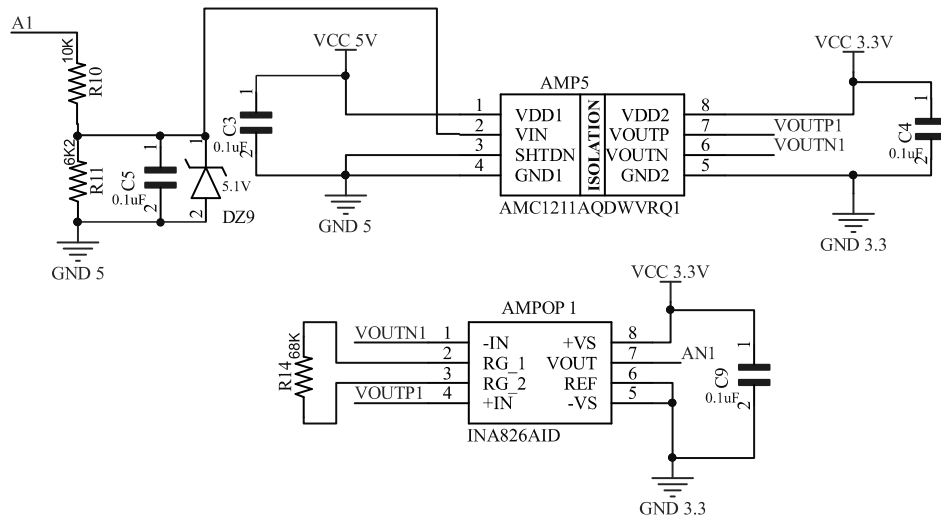 A1
10K
R10
6K2
R11
1
C5
0.1uF
2
1
5.1V
2
DZ9
GND 5
VCC 5V
1
C3
0.1uF
2
GND 5
AMP5
1 VDD1
2 VIN
3 SHTDN
4 GND1
ISOLATION
VDD2 8
VOUTP 7 VOUTP1
VOUTN 6 VOUTN1
GND2 5
AMC1211AQDWVRQ1
VCC 3.3V
1
C4
0.1uF
2
GND 3.3
AMPOP 1
VOUTN1 1 -IN
2 RG_1
3 RG_2
VOUTP1 4 +IN
68K
R14
+VS 8
VOUT 7 AN1
REF 6
-VS 5
INA826AID
VCC 3.3V
1
C9
0.1uF
2
GND 3.3